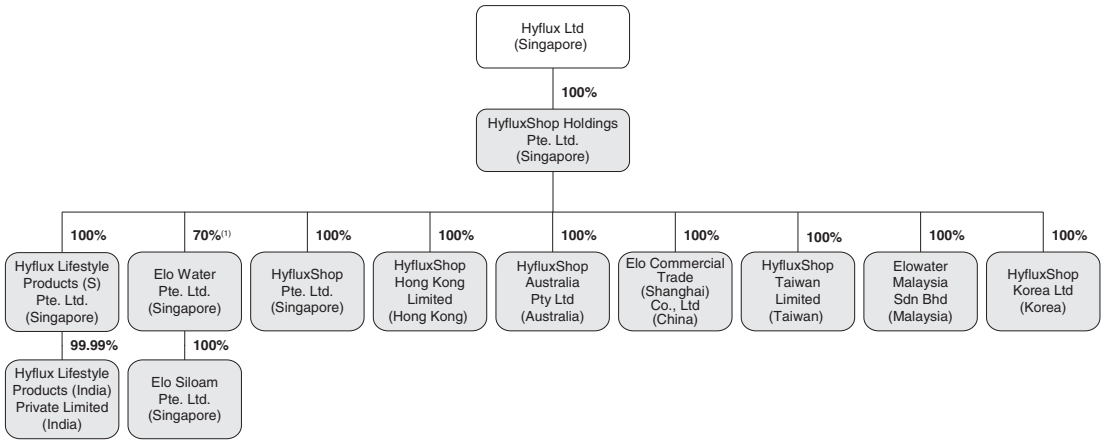 Hyflux Ltd
(Singapore)
100%
HyfluxShop Holdings
Pte. Ltd.
(Singapore)
100%
70%(1)
100%
100%
100%
100%
100%
100%
100%
Hyflux Lifestyle
Products (S)
Pte. Ltd.
(Singapore)
Elo Water
Pte. Ltd.
(Singapore)
HyfluxShop
Pte. Ltd.
(Singapore)
HyfluxShop
Hong Kong
Limited
(Hong Kong)
HyfluxShop
Australia
Pty Ltd
(Australia)
Elo Commercial
Trade
(Shanghai)
Co., Ltd
(China)
HyfluxShop
Taiwan
Limited
(Taiwan)
Elowater
Malaysia
Sdn Bhd
(Malaysia)
HyfluxShop
Korea Ltd
(Korea)
99.99%
100%
Hyflux Lifestyle
Products (India)
Private Limited
(India)
Elo Siloam
Pte. Ltd.
(Singapore)